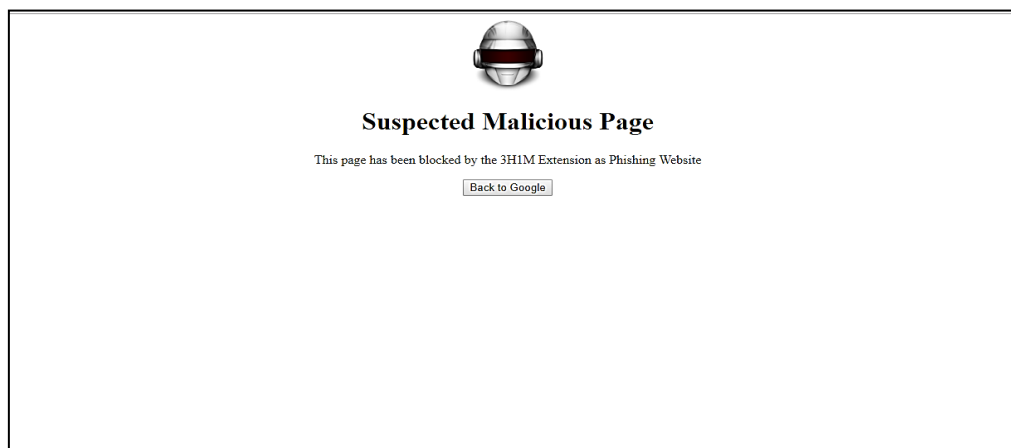 Suspected Malicious Page
This page has been blocked by the 3H1M Extension as Phishing Website
Back to Google